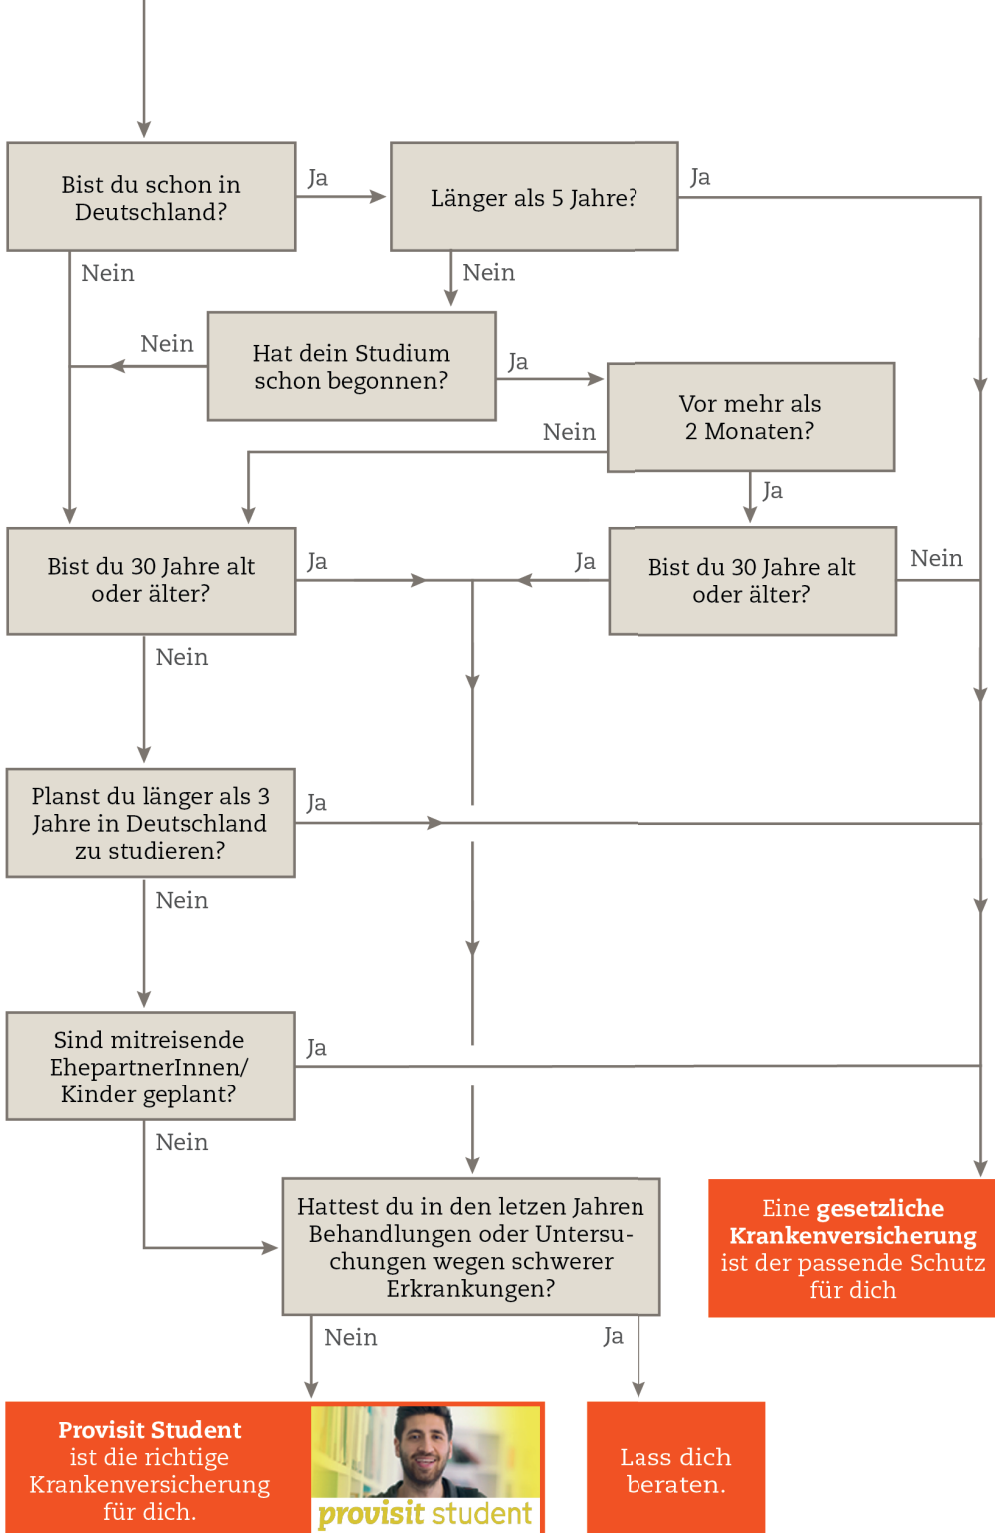 Bist du schon in
Deutschland?
Ja
Länger als 5 Jahre?
Ja
Nein
Nein
Nein
Hat dein Studium
schon begonnen?
Ja
Vor mehr als
2 Monaten?
Nein
Ja
Bist du 30 Jahre alt
oder älter?
Ja
Ja
Bist du 30 Jahre alt
oder älter?
Nein
Nein
Planst du länger als 3
Jahre in Deutschland
zu studieren?
Ja
Nein
Sind mitreisende
EhepartnerInnen/
Kinder geplant?
Ja
Nein
Hattest du in den letzen Jahren
Behandlungen oder Untersu-
chungen wegen schwerer
Erkrankungen?
Eine gesetzliche
Krankenversicherung
ist der passende Schutz
für dich
Nein
Ja
Provisit Student
ist die richtige
Krankenversicherung
für dich.
provisit student
Lass dich
beraten.